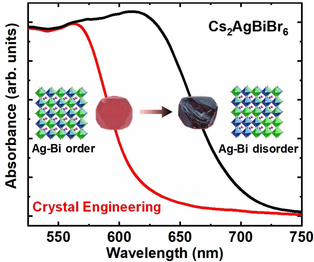 Cs2AgBiBr6
Absorbance (arb. units)
Ag-Bi order
Ag-Bi disorder
Crystal Engineering
550 600 650 700 750
Wavelength (nm)